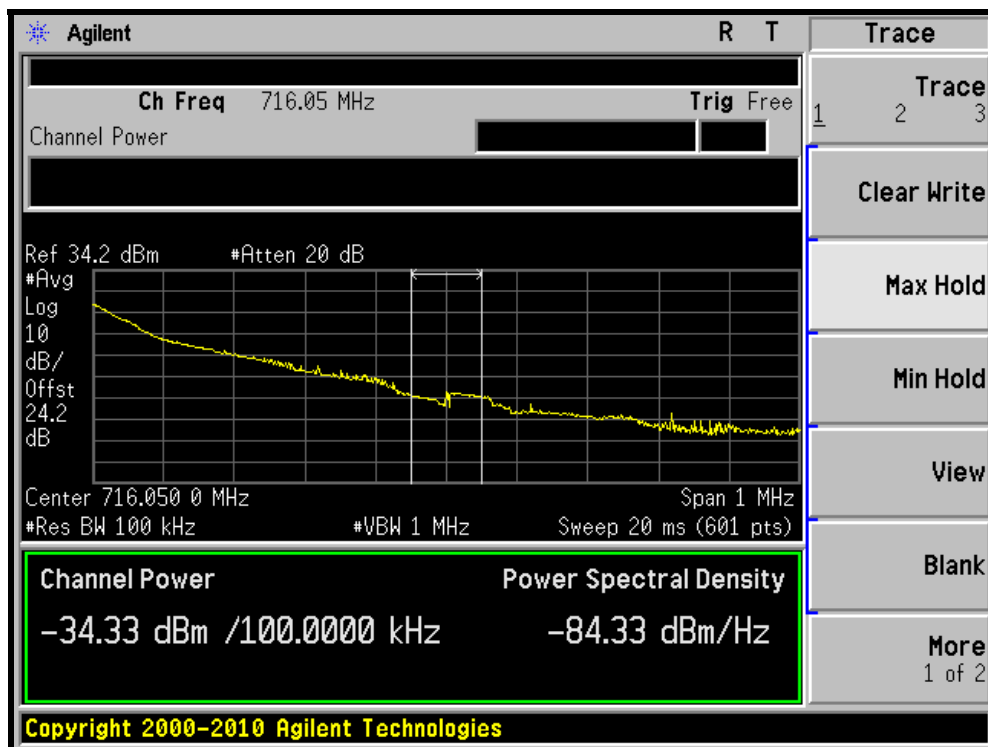 Agilent R T
Ch Freq 716.05 MHz Trig Free
Channel Power
Ref 34.2 dBm #Atten 20 dB
#Avg
Log
10
dB/
Offst
24.2
dB
Center 716.050 0 MHz Span 1 MHz
#Res BW 100 kHz #VBW 1 MHz Sweep 20 ms (601 pts)
Channel Power Power Spectral Density
-34.33 dBm /100.0000 kHz -84.33 dBm/Hz
Copyright 2000-2010 Agilent Technologies
Trace
Trace
1 2 3
Clear Write
Max Hold
Min Hold
View
Blank
More
1 of 2